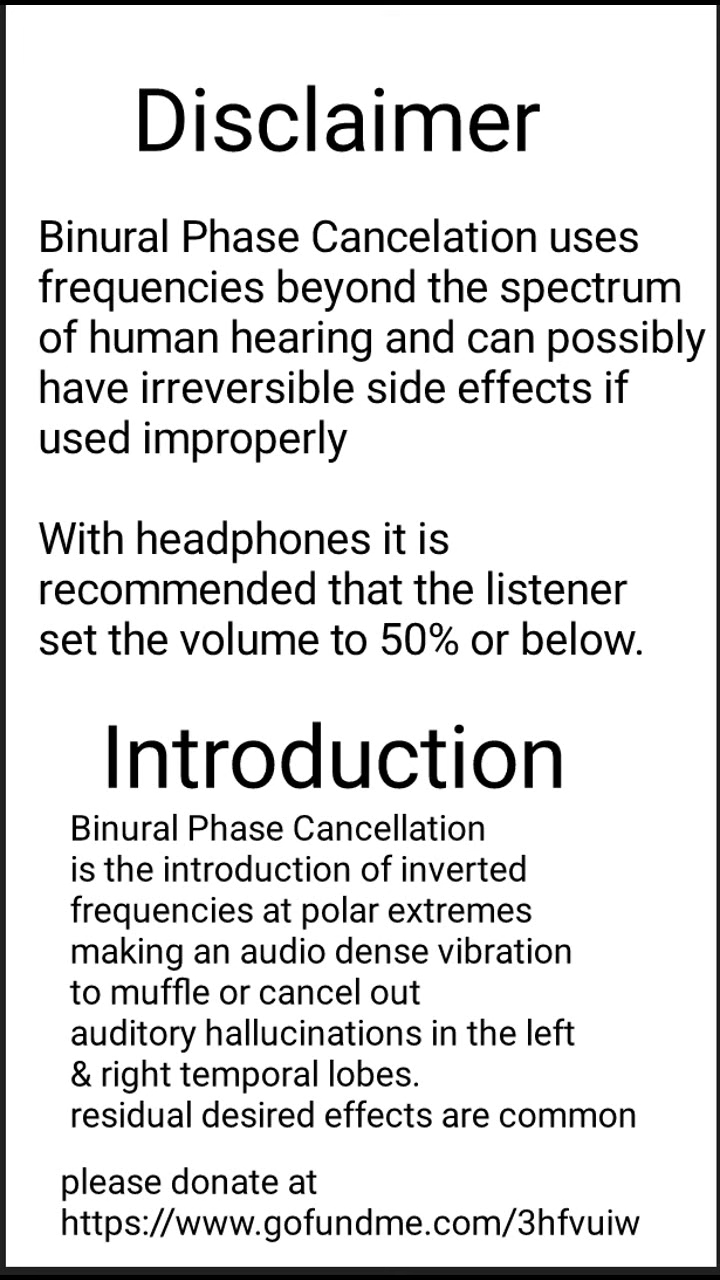 Disclaimer
Binural Phase Cancelation uses
frequencies beyond the spectrum
of human hearing and can possibly
have irreversible side effects if
used improperly
With headphones it is
recommended that the listener
set the volume to 50% or below.
Introduction
Binural Phase Cancellation
is the introduction of inverted
frequencies at polar extremes
making an audio dense vibration
to muffle or cancel out
auditory hallucinations in the left
& right temporal lobes.
residual desired effects are common
please donate at
https://www.gofundme.com/3hfvuiw